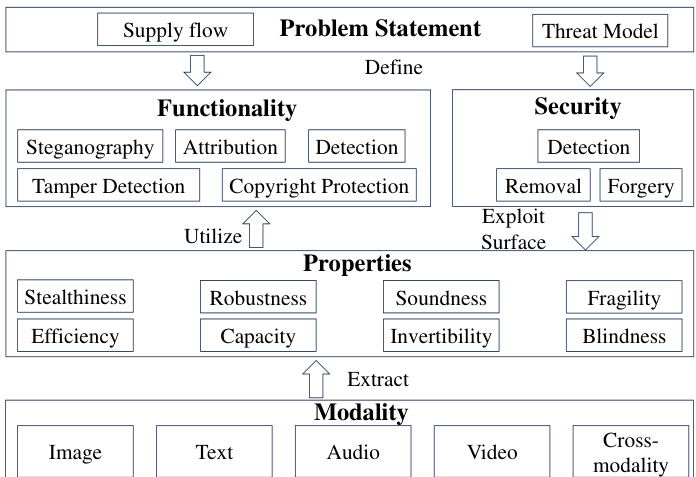 Supply flow Problem Statement Threat Model
Define
Functionality
Security
Steganography Attribution Detection
Detection
Tamper Detection Copyright Protection
Removal Forgery
Utilize
Exploit
Surface
Properties
Stealthiness Robustness Soundness Fragility
Efficiency Capacity Invertibility Blindness
Extract
Modality
Image Text Audio Video Cross-
modality